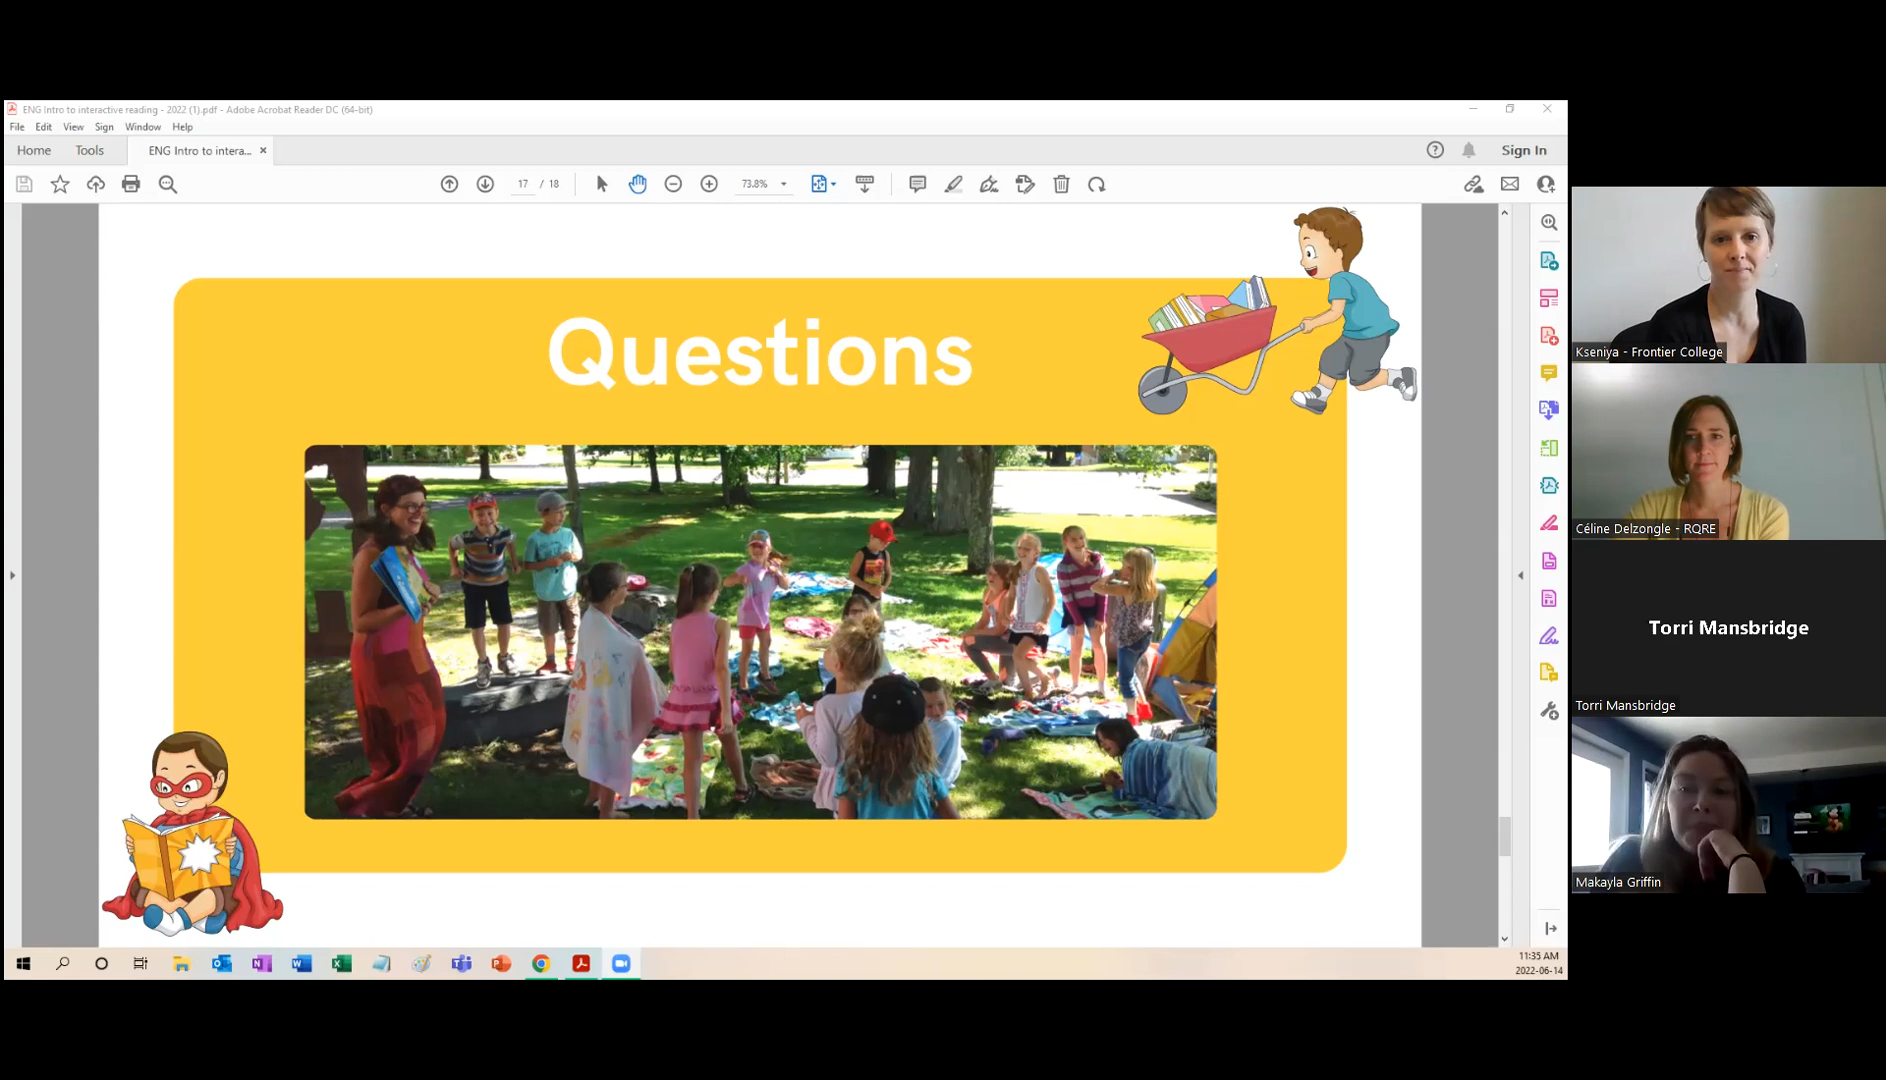 ENG Intro to interactive reading - 2022 (1).pdf - Adobe Acrobat Reader DC (64-bit)
File Edit View Sign Window Help
Home Tools ENG Intro to intera... × Sign In
17 / 18 73.8%
Questions
Kseniya - Frontier College
Céline Delzongle - RQRE
Torri Mansbridge
Torri Mansbridge
Makayla Griffin
11:35 AM
2022-06-14